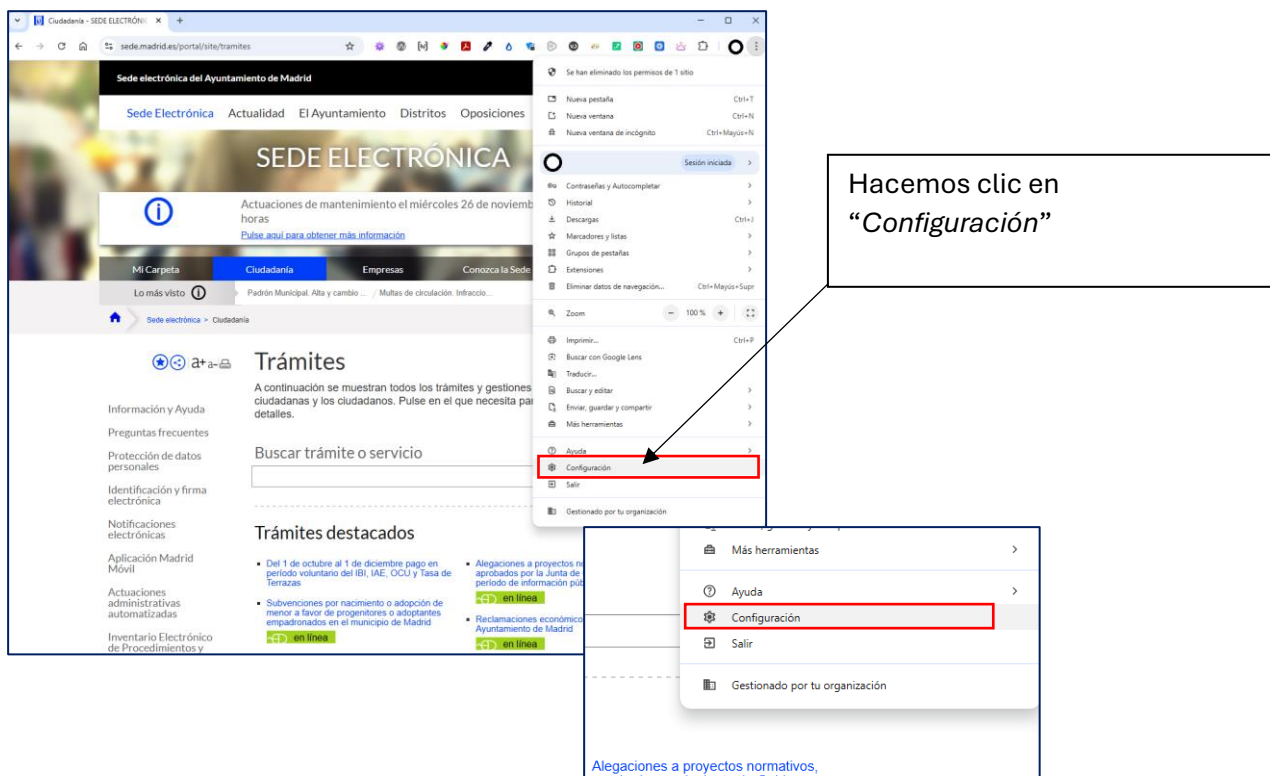 Ciudadanía - SEDE ELECTRÓNI
sede.madrid.es/portal/site/tramites
Sede electrónica del Ayuntamiento de Madrid
Sede Electrónica Actualidad El Ayuntamiento Distritos Oposiciones
SEDE ELECTRÓNICA
Actuaciones de mantenimiento el miércoles 26 de noviemb
horas
Pulse aquí para obtener más información
Mi Carpeta Ciudadanía Empresas Conozca la Sede
Lo más visto Padrón Municipal. Alta y cambio ... / Multas de circulación. Infraccio...
Sede electrónica > Ciudadanía
a+ a-
Trámites
A continuación se muestran todos los trámites y gestiones
ciudadanas y los ciudadanos. Pulse en el que necesita par
detalles.
Información y Ayuda
Preguntas frecuentes
Protección de datos
personales
Identificación y firma
electrónica
Notificaciones
electrónicas
Aplicación Madrid
Móvil
Actuaciones
administrativas
automatizadas
Inventario Electrónico
de Procedimientos y
Buscar trámite o servicio
Trámites destacados
Del 1 de octubre al 1 de diciembre pago en
período voluntario del IBI, IAE, OCU y Tasa de
Terrazas
Subvenciones por nacimiento o adopción de
menor a favor de progenitores o adoptantes
empadronados en el municipio de Madrid
en línea
Alegaciones a proyectos no
aprobados por la Junta de
período de información púb
en línea
Reclamaciones económico
Ayuntamiento de Madrid
en línea
Se han eliminado los permisos de 1 sitio
Nueva pestaña Ctrl+T
Nueva ventana Ctrl+N
Nueva ventana de incógnito Ctrl+Mayús+N
Sesión iniciada
Contraseñas y Autocompletar
Historial
Descargas Ctrl+J
Marcadores y listas
Grupos de pestañas
Extensiones
Eliminar datos de navegación... Ctrl+Mayús+Supr
Zoom - 100 % +
Imprimir... Ctrl+P
Buscar con Google Lens
Traducir...
Buscar y editar
Enviar, guardar y compartir
Más herramientas
Ayuda
Configuración
Salir
Gestionado por tu organización
Hacemos clic en
“Configuración”
Más herramientas
Ayuda
Configuración
Salir
Gestionado por tu organización
Alegaciones a proyectos normativos,